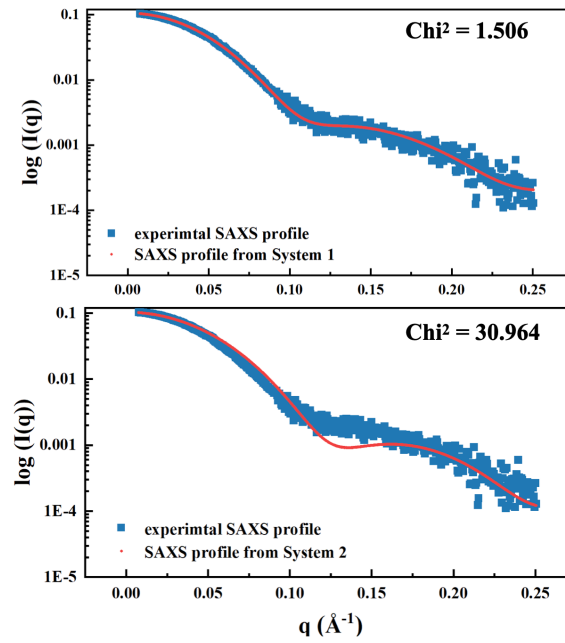 Chi² = 1.506
0.1
0.01
0.001
1E-4
1E-5
log (I(q))
experimtal SAXS profile
SAXS profile from System 1
0.00 0.05 0.10 0.15 0.20 0.25
Chi² = 30.964
0.1
0.01
0.001
1E-4
1E-5
log (I(q))
experimtal SAXS profile
SAXS profile from System 2
0.00 0.05 0.10 0.15 0.20 0.25
q (Å⁻¹)